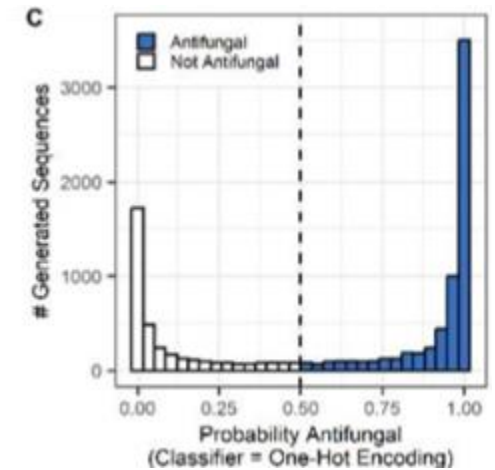 C
Antifungal
Not Antifungal
# Generated Sequences
3000
2000
1000
0
0.00 0.25 0.50 0.75 1.00
Probability Antifungal
(Classifier = One-Hot Encoding)